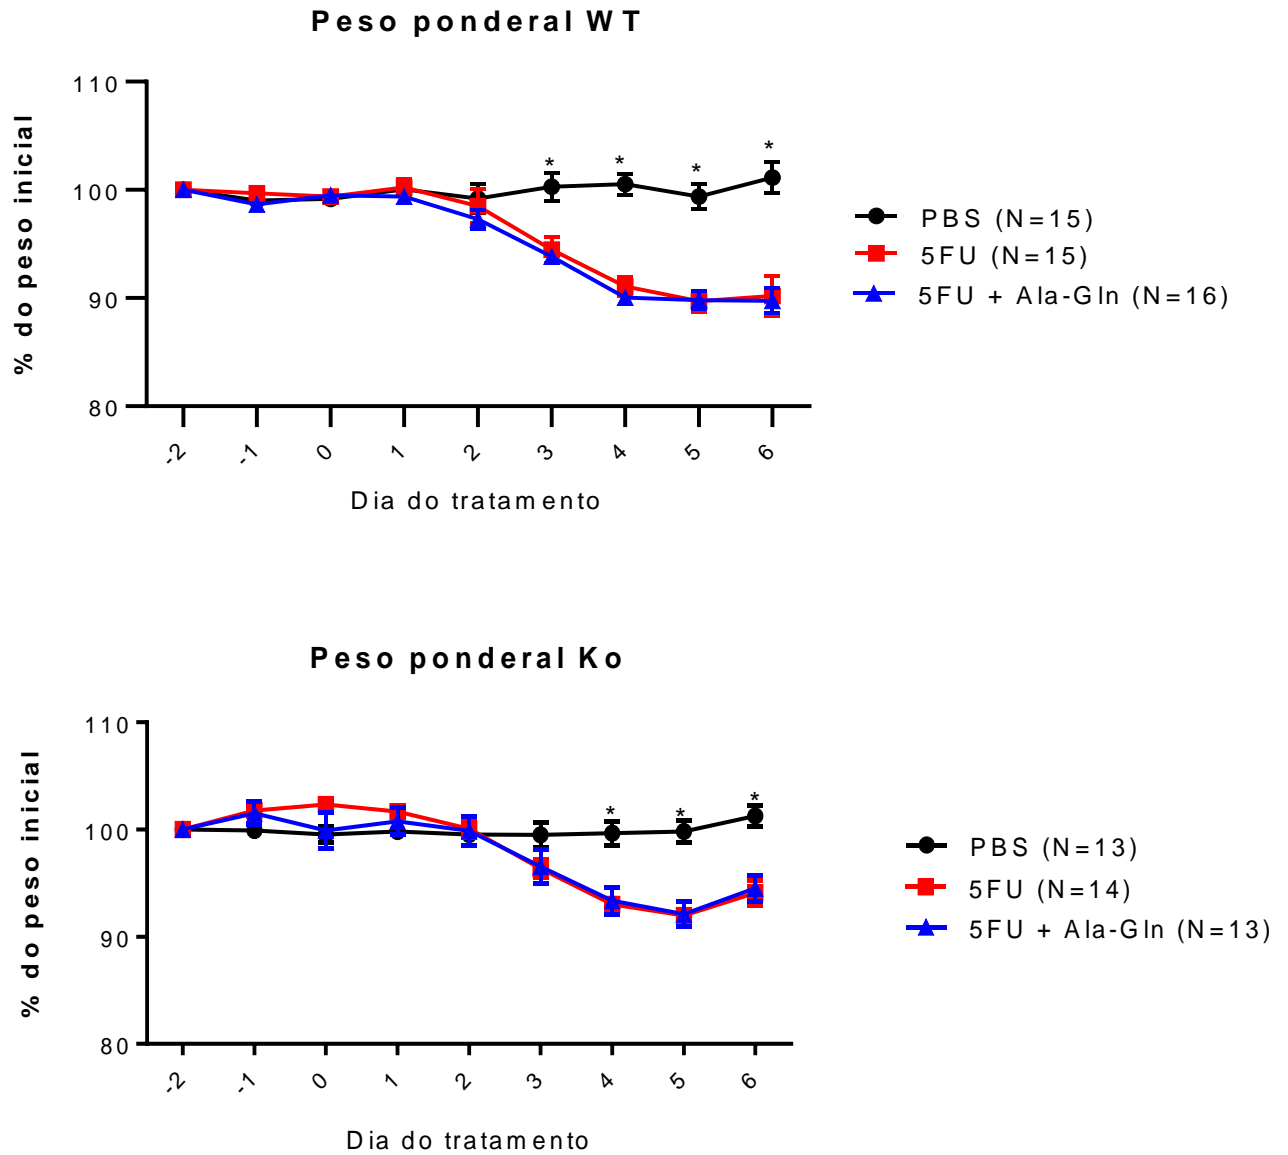 Peso ponderal WT
110
100
90
80
% do peso inicial
* * * *
-2 -1 0 1 2 3 4 5 6
Dia do tratamento
PBS (N=15)
5FU (N=15)
5FU + Ala-Gln (N=16)
Peso ponderal Ko
110
100
90
80
% do peso inicial
* * *
-2 -1 0 1 2 3 4 5 6
Dia do tratamento
PBS (N=13)
5FU (N=14)
5FU + Ala-Gln (N=13)